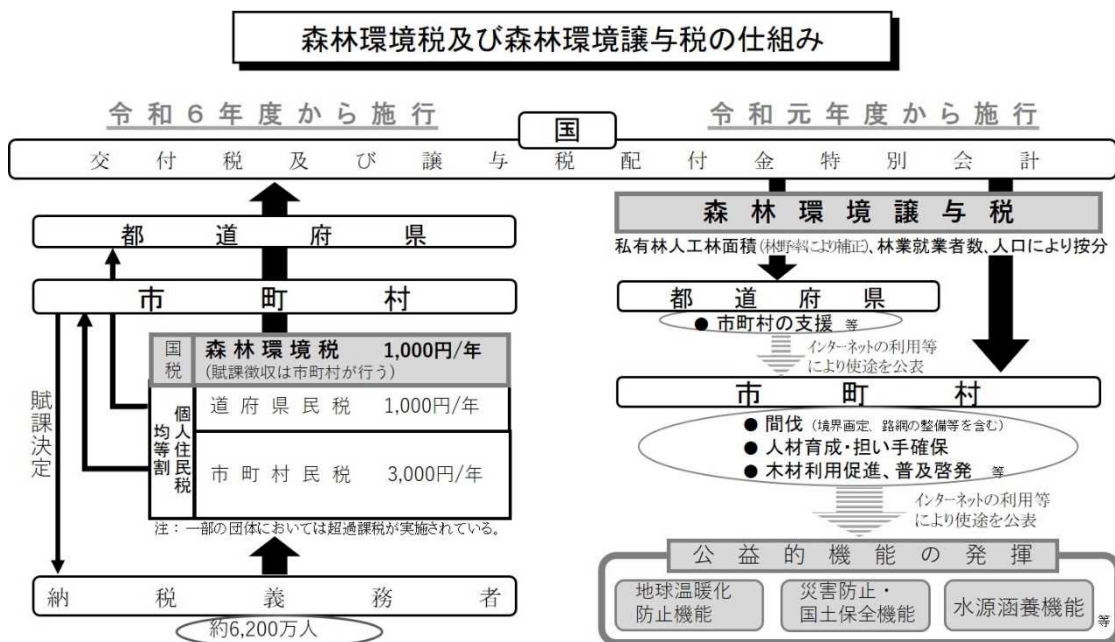 森林環境税及び森林環境譲与税の仕組み
令和6年度から施行
令和元年度から施行
国
交付税及び譲与税配付金特別会計
都道府県
市町村
国税
森林環境税 1,000円/年
(賦課徴収は市町村が行う)
個人住民税
均等割
道府県民税 1,000円/年
市町村民税 3,000円/年
注：一部の団体においては超過課税が実施されている。
賦課決定
納税義務者
約6,200万人
森林環境譲与税
私有林人工林面積(林野率により補正)、林業就業者数、人口により按分
都道府県
● 市町村の支援 等
インターネットの利用等
により使途を公表
市町村
● 間伐(境界画定、路網の整備等を含む)
● 人材育成・担い手確保
● 木材利用促進、普及啓発 等
インターネットの利用等
により使途を公表
公益的機能の発揮
地球温暖化
防止機能
災害防止・
国土保全機能
水源涵養機能
等